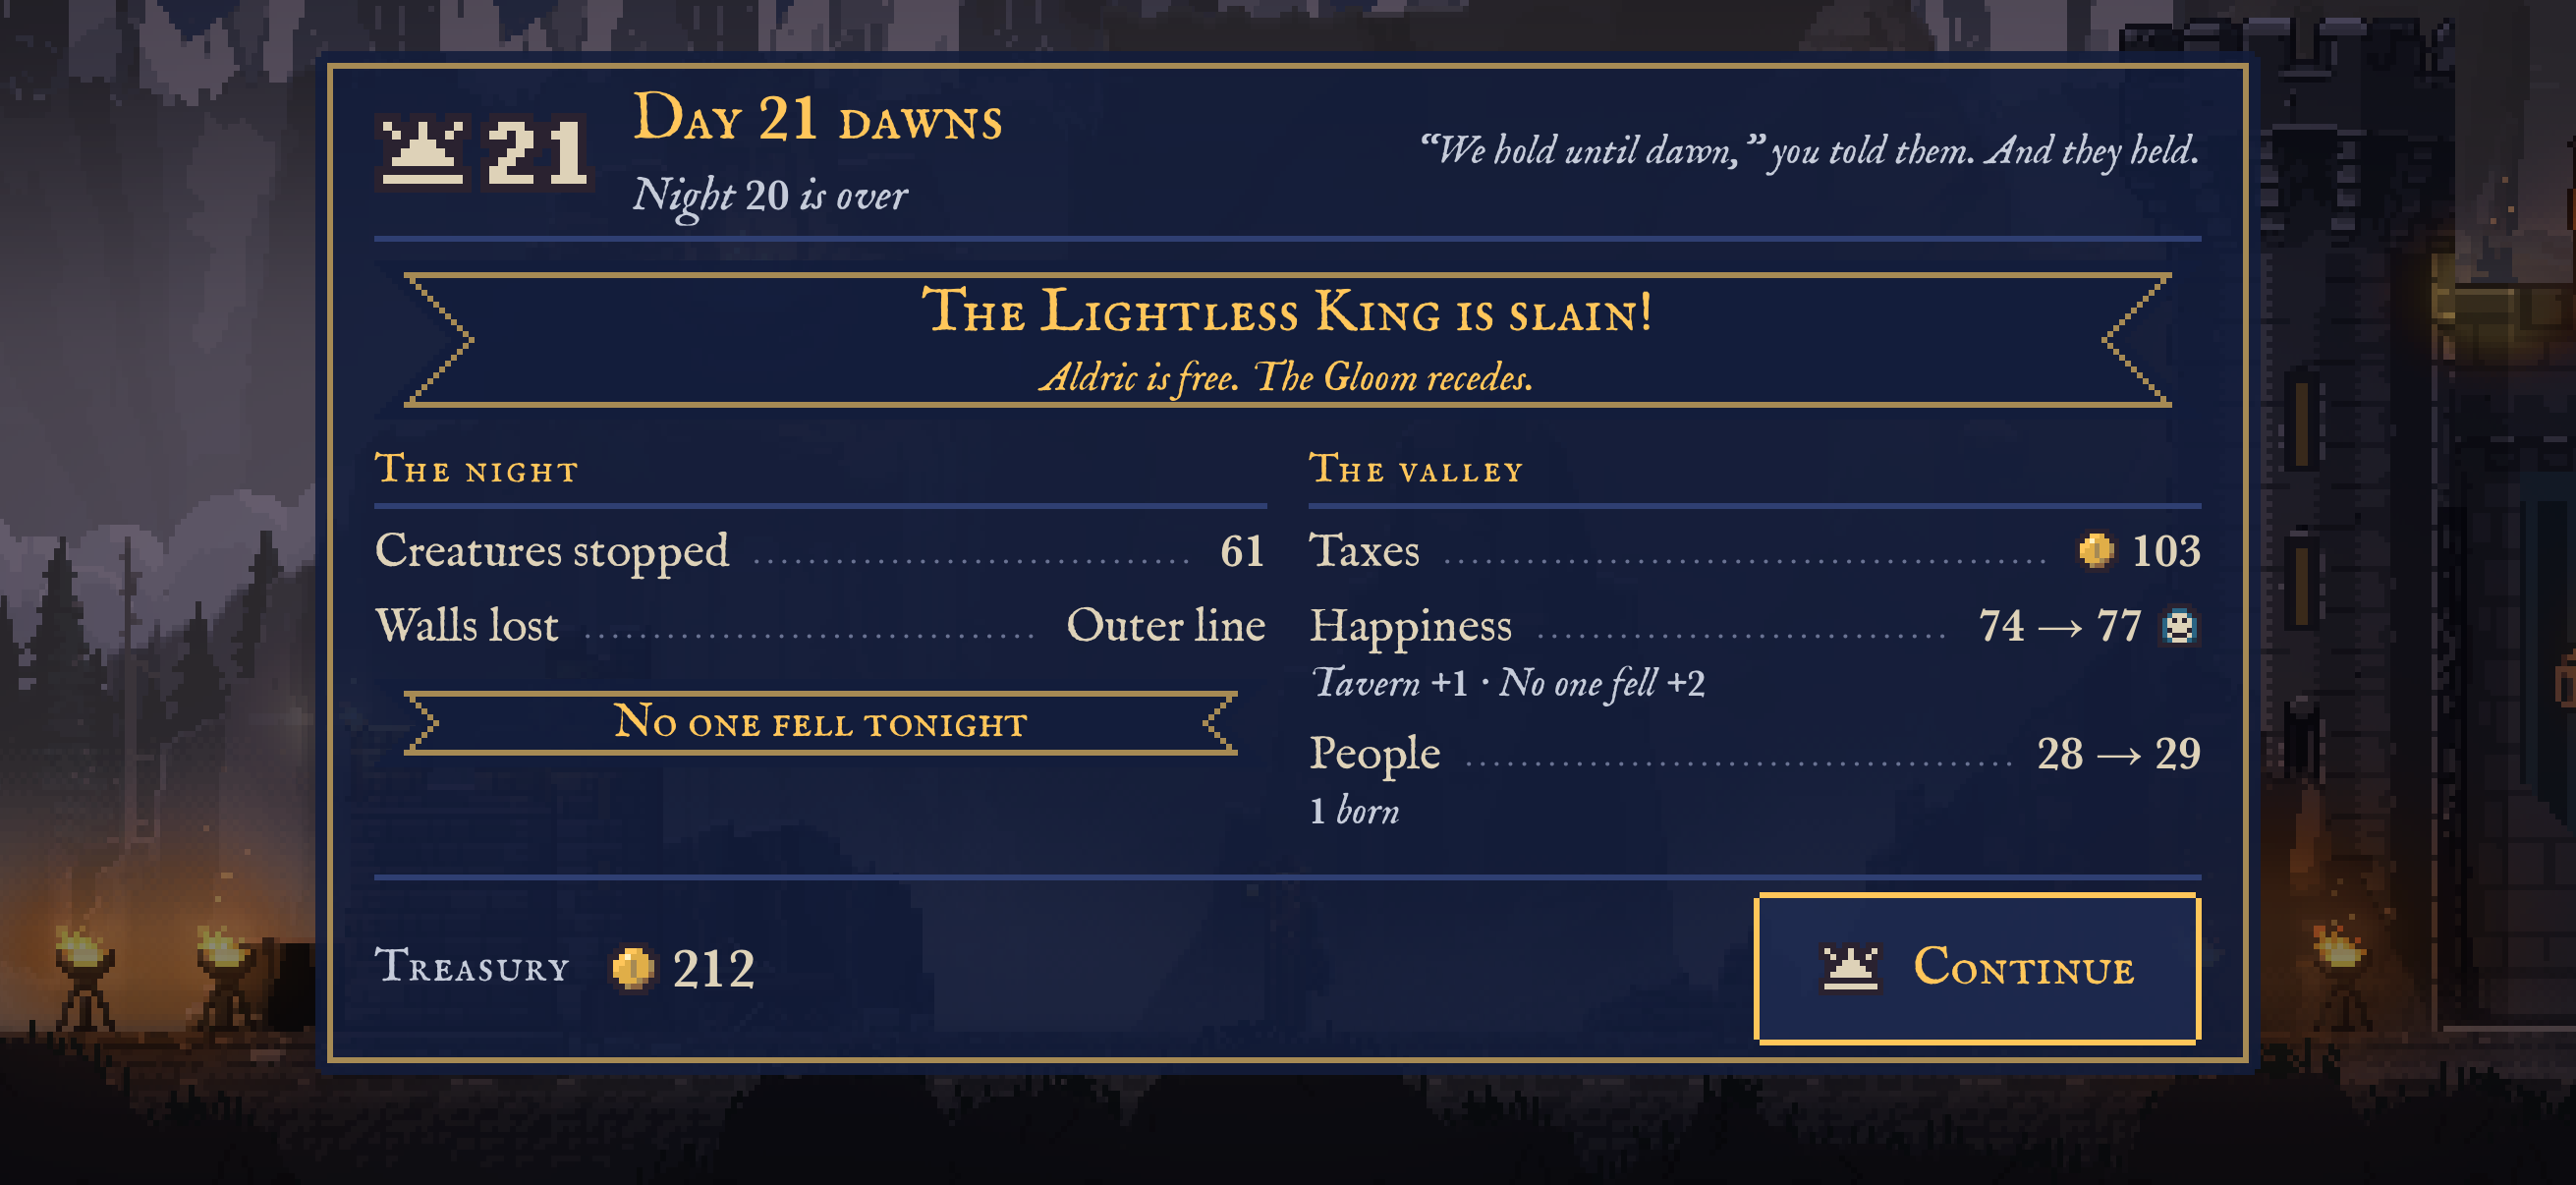 21
Day 21 dawns
Night 20 is over
“We hold until dawn,” you told them. And they held.
The Lightless King is slain!
Aldric is free. The Gloom recedes.
The night
Creatures stopped 61
Walls lost Outer line
No one fell tonight
The valley
Taxes 103
Happiness 74 → 77
Tavern +1 · No one fell +2
People 28 → 29
1 born
Treasury 212
Continue